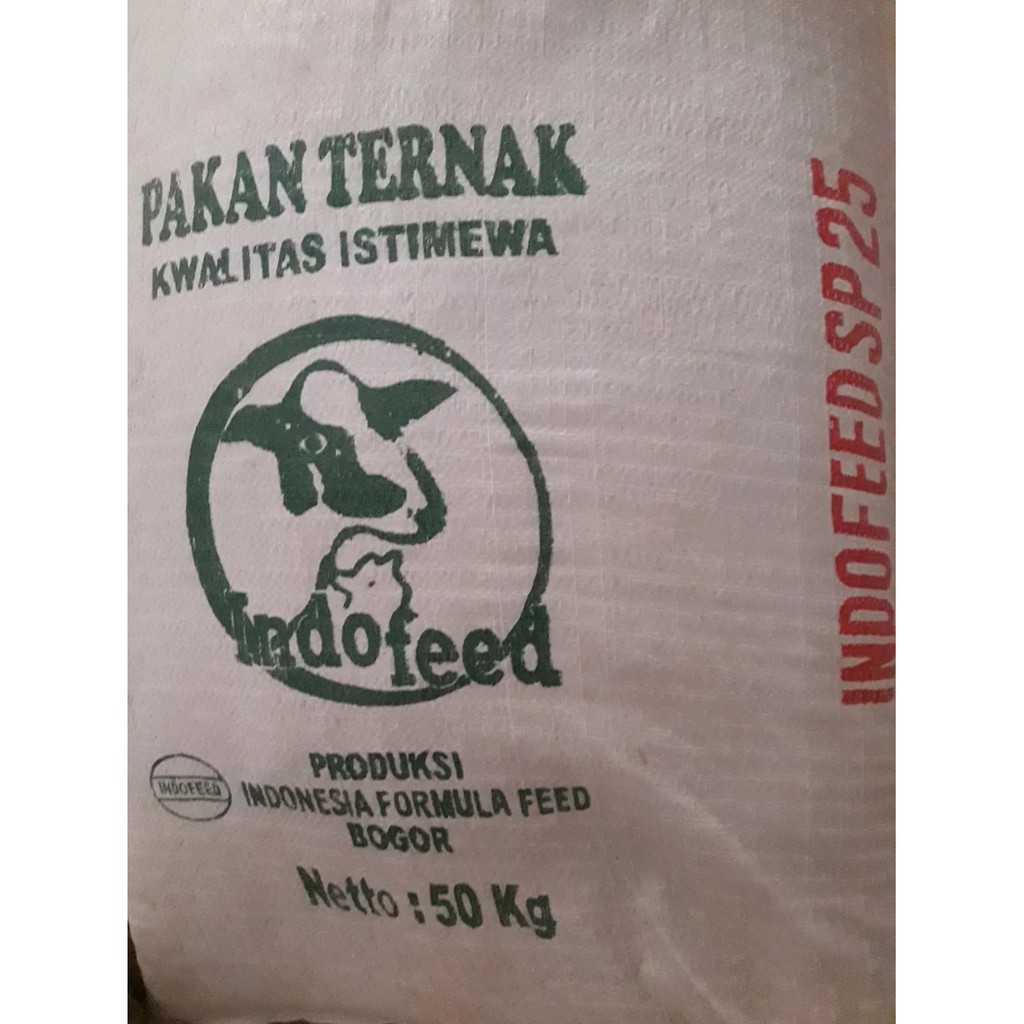 PAKAN TERNAK
KWALITAS ISTIMEWA
Indofeed
INDOFEED
PRODUKSI
INDONESIA FORMULA FEED
BOGOR
Netto : 50 Kg
INDOFEED SP 25